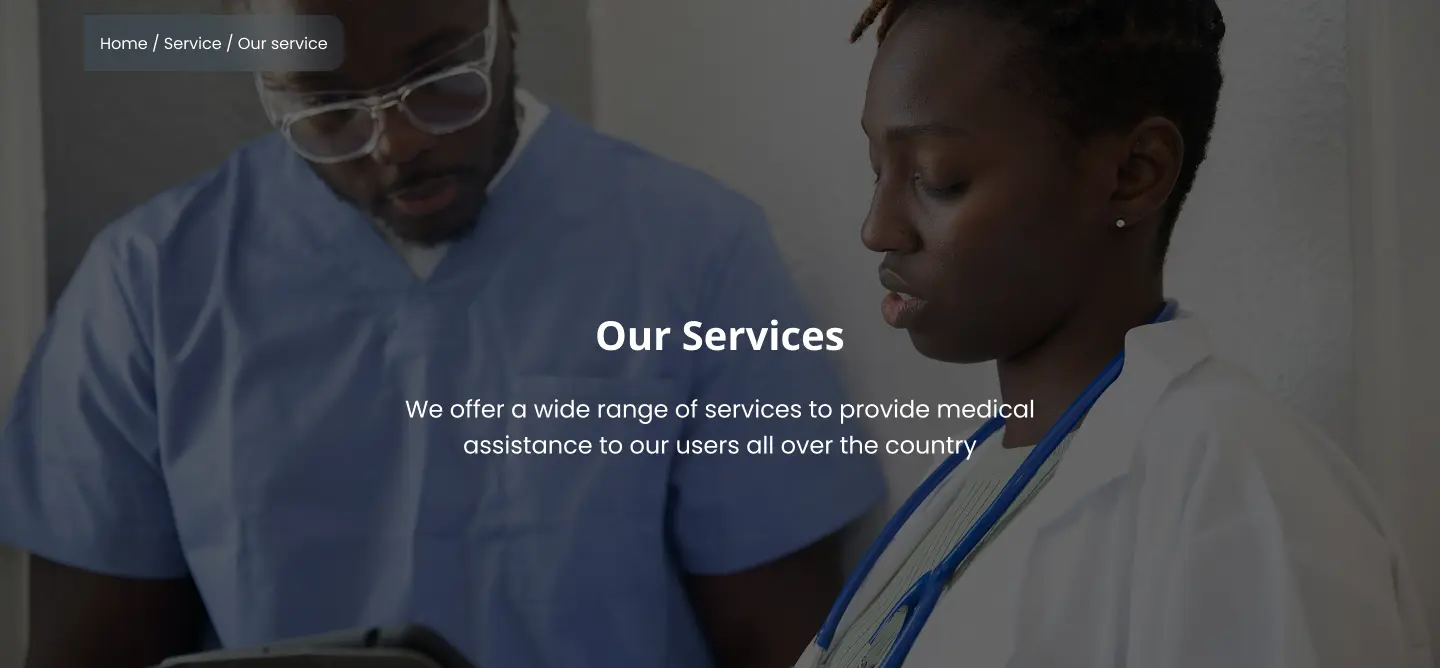 Home / Service / Our service
Our Services
We offer a wide range of services to provide medical
assistance to our users all over the country